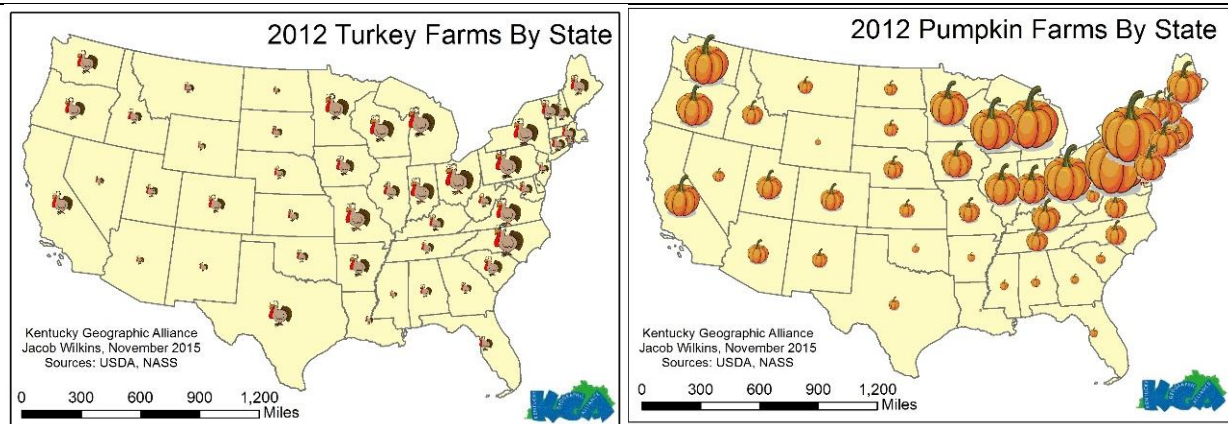 2012 Turkey Farms By State
Kentucky Geographic Alliance
Jacob Wilkins, November 2015
Sources: USDA, NASS
0 300 600 900 1,200
Miles
KGA
2012 Pumpkin Farms By State
Kentucky Geographic Alliance
Jacob Wilkins, November 2015
Sources: USDA, NASS
0 300 600 900 1,200
Miles
KGA